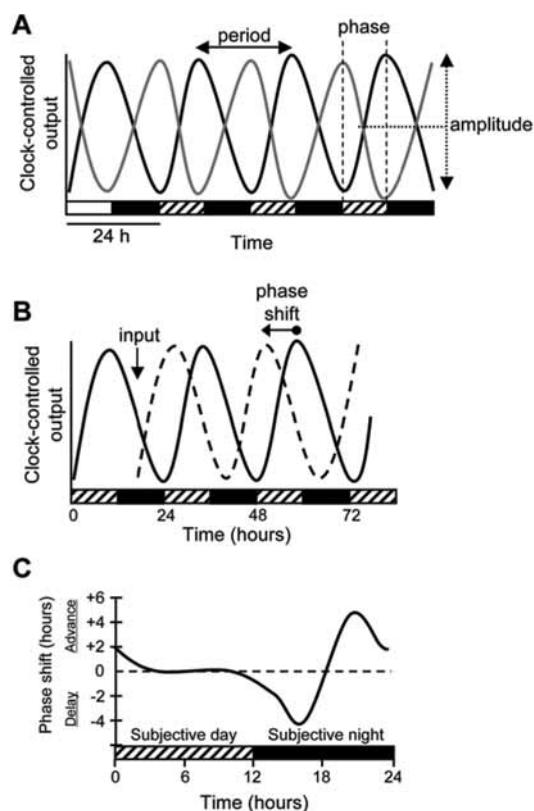 A
period
phase
Clock-controlled
output
amplitude
24 h
Time
B
phase
shift
input
Clock-controlled
output
0
24
48
72
Time (hours)
C
Phase shift (hours)
Delay
Advance
+6
+4
+2
0
-2
-4
Subjective day
Subjective night
0
6
12
18
24
Time (hours)